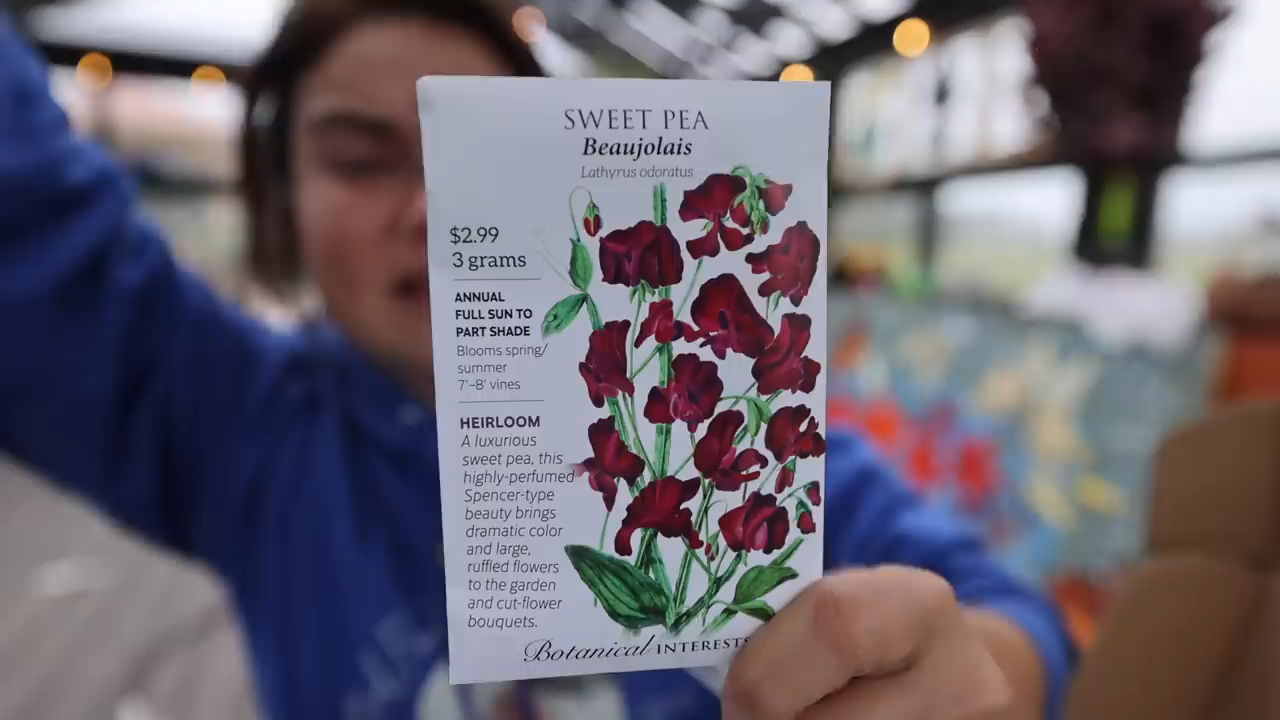 SWEET PEA
Beaujolais
Lathyrus odoratus
$2.99
3 grams
ANNUAL
FULL SUN TO
PART SHADE
Blooms spring/
summer
7'-8' vines
HEIRLOOM
A luxurious
sweet pea, this
highly-perfumed
Spencer-type
beauty brings
dramatic color
and large,
ruffled flowers
to the garden
and cut-flower
bouquets.
Botanical INTERESTS